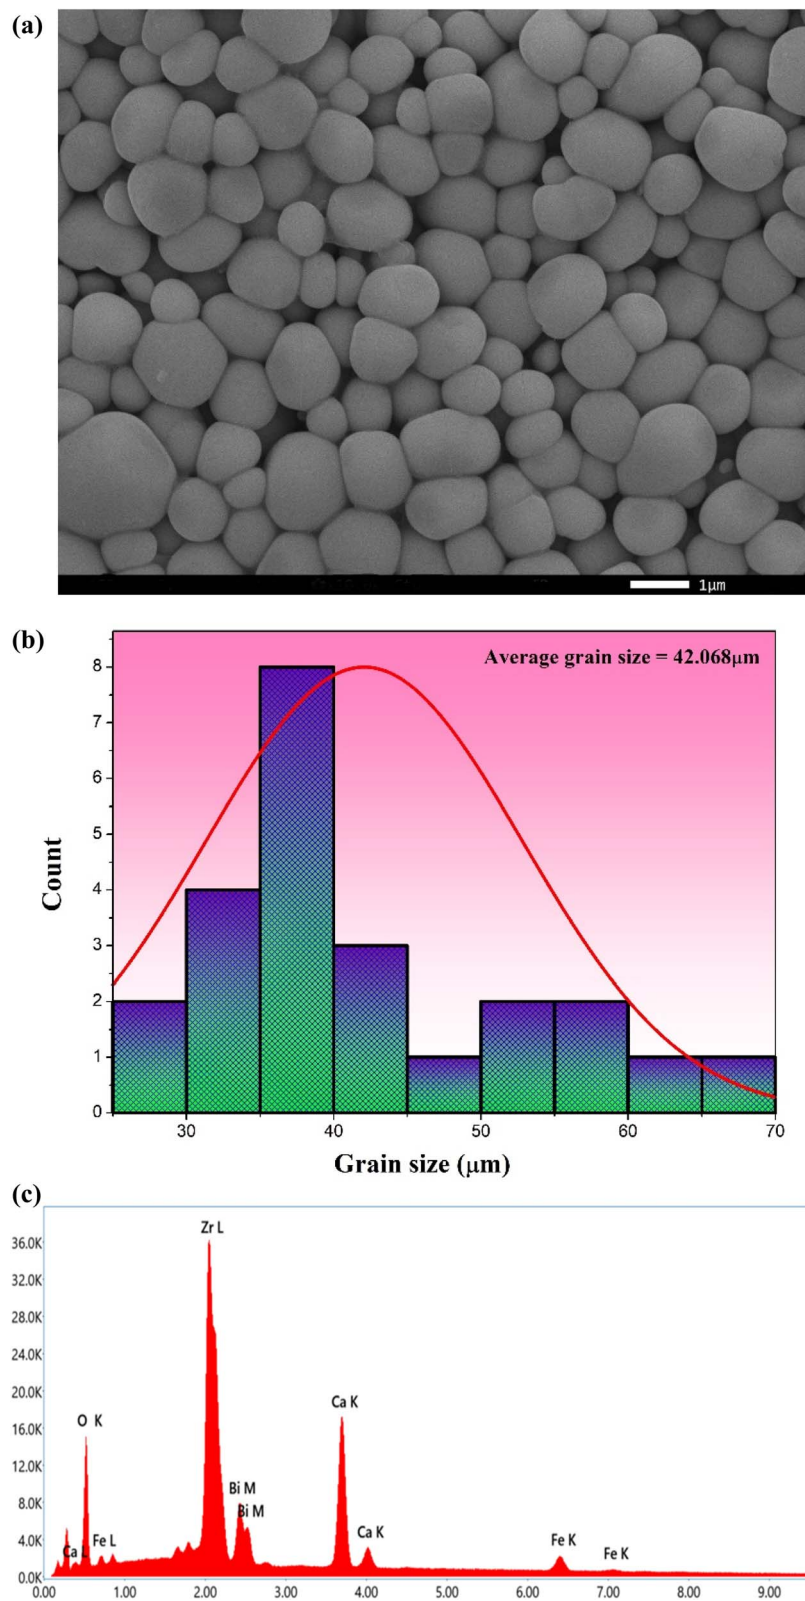 (a)
1μm
(b)
Average grain size = 42.068μm
8
7
6
5
4
3
2
1
0
Count
30 40 50 60 70
Grain size (μm)
(c)
Zr L
36.0K
32.0K
28.0K
24.0K
20.0K
16.0K
12.0K
8.0K
4.0K
0.0K
O K
Ca K
Bi M
Bi M
Ca L
Fe L
Ca K
Fe K
Fe K
0.00 1.00 2.00 3.00 4.00 5.00 6.00 7.00 8.00 9.00